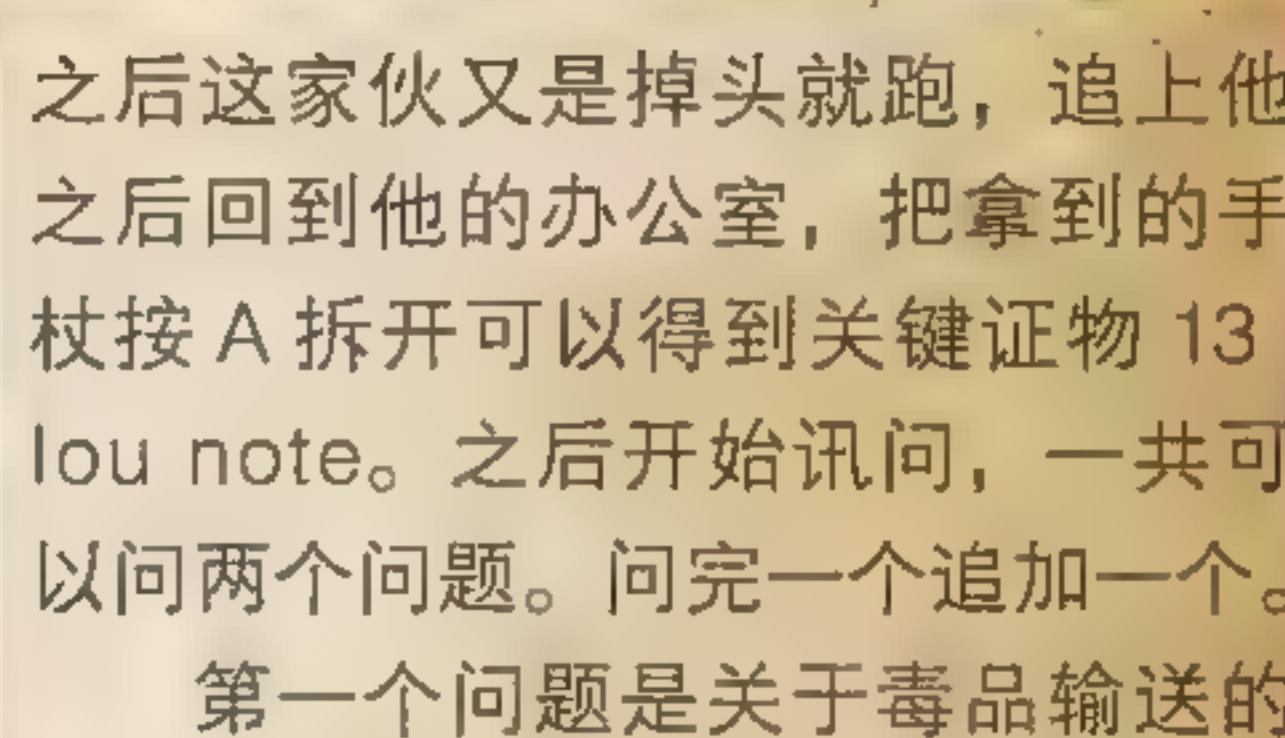 之后这家伙又是掉头就跑，追上他
之后回到他的办公室，把拿到的手
杖按 A 拆开可以得到关键证物 13
lou note。之后开始讯问，一共可
以问两个问题。问完一个追加一个。
第一个问题是关于毒品输送的